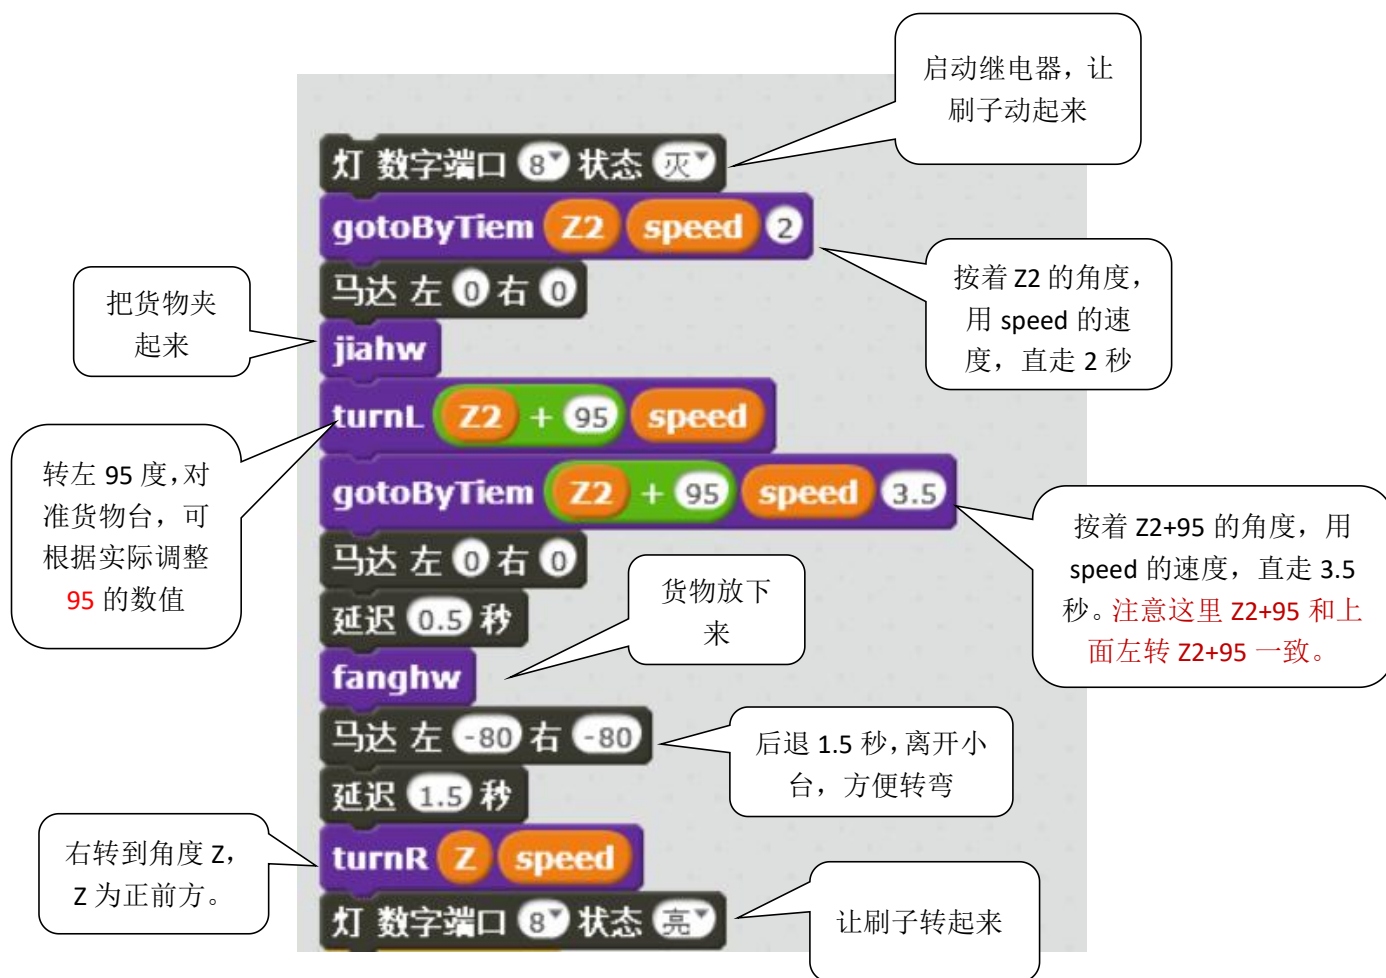 启动继电器，让
刷子动起来
灯 数字端口 8 状态 灭
gotoByTiem Z2 speed 2
马达 左 0 右 0
按着 Z2 的角度，
用 speed 的速
度，直走 2 秒
把货物夹
起来
jiahw
turnL Z2 + 95 speed
转左 95 度，对
准货物台，可
根据实际调整
95 的数值
gotoByTiem Z2 + 95 speed 3.5
按着 Z2+95 的角度，用
speed 的速度，直走 3.5
秒。注意这里 Z2+95 和上
面左转 Z2+95 一致。
马达 左 0 右 0
延迟 0.5 秒
货物放下
来
fanghw
马达 左 -80 右 -80
后退 1.5 秒，离开小
台，方便转弯
延迟 1.5 秒
右转到角度 Z，
Z 为正前方。
turnR Z speed
灯 数字端口 8 状态 亮
让刷子转起来